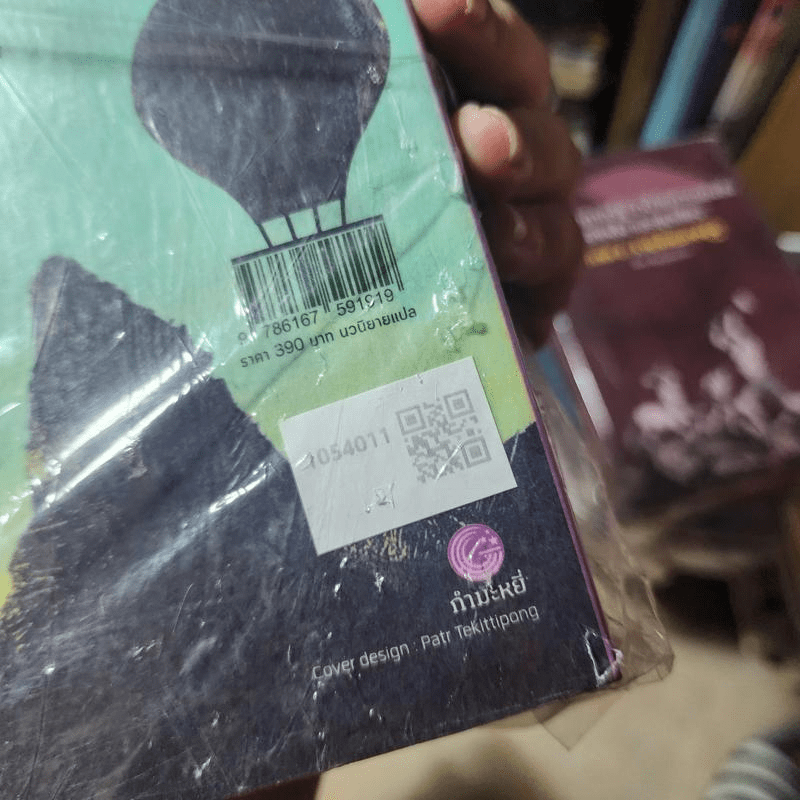 9 786167 591919
ราคา 390 บาท นวนิยายแปล
1054011
กำมะหยี่
Cover design : Patr Tekittipong